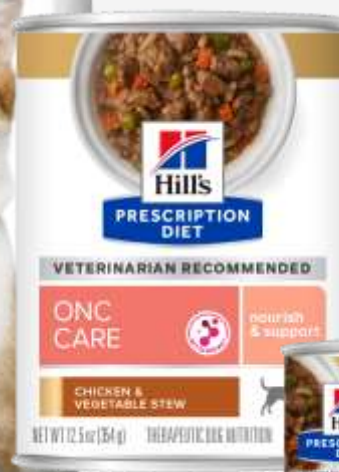 Hill's
PRESCRIPTION
DIET
VETERINARIAN RECOMMENDED
ONC
CARE
nourish
& support
CHICKEN &
VEGETABLE STEW
NET WT 12.5 oz (354 g) THERAPEUTIC DOG NUTRITION
H
PRESC